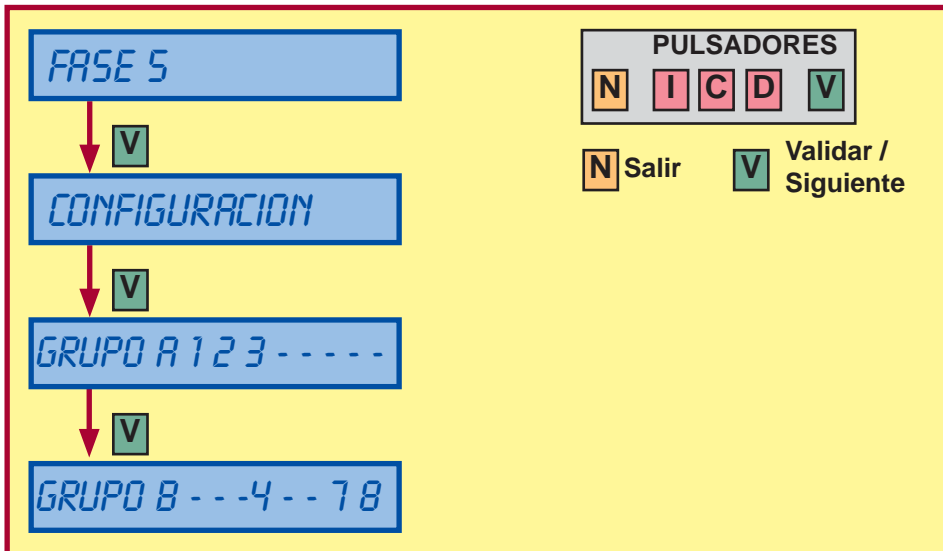 FASE 5
V
CONFIGURACION
V
GRUPO A 1 2 3 - - - - -
V
GRUPO B - - - 4 - - 7 8
PULSADORES
N I C D V
N Salir
V Validar /
Siguiente